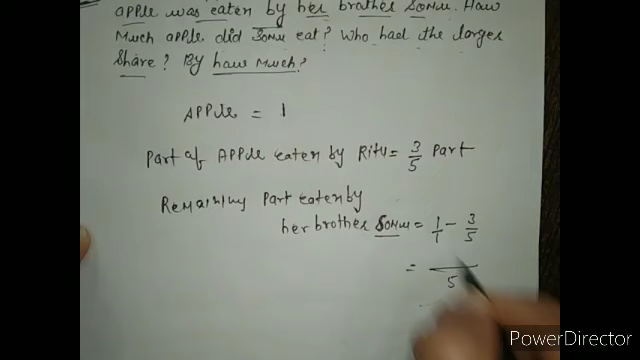 apple was eaten by her brother Sonu. How
Much apple did Sonu eat? Who had the larger
Share? By how Much?
Apple = 1
Part of Apple eaten by Ritu = 3/5 Part
Remaining Part eaten by
her brother Sonu = 1/1 - 3/5
= /5
PowerDirector